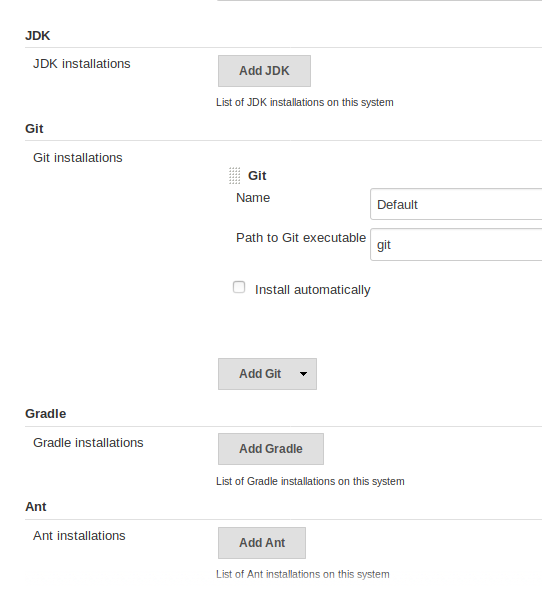 JDK
JDK installations
Add JDK
List of JDK installations on this system
Git
Git installations
Git
Name
Default
Path to Git executable
git
Install automatically
Add Git
Gradle
Gradle installations
Add Gradle
List of Gradle installations on this system
Ant
Ant installations
Add Ant
List of Ant installations on this system